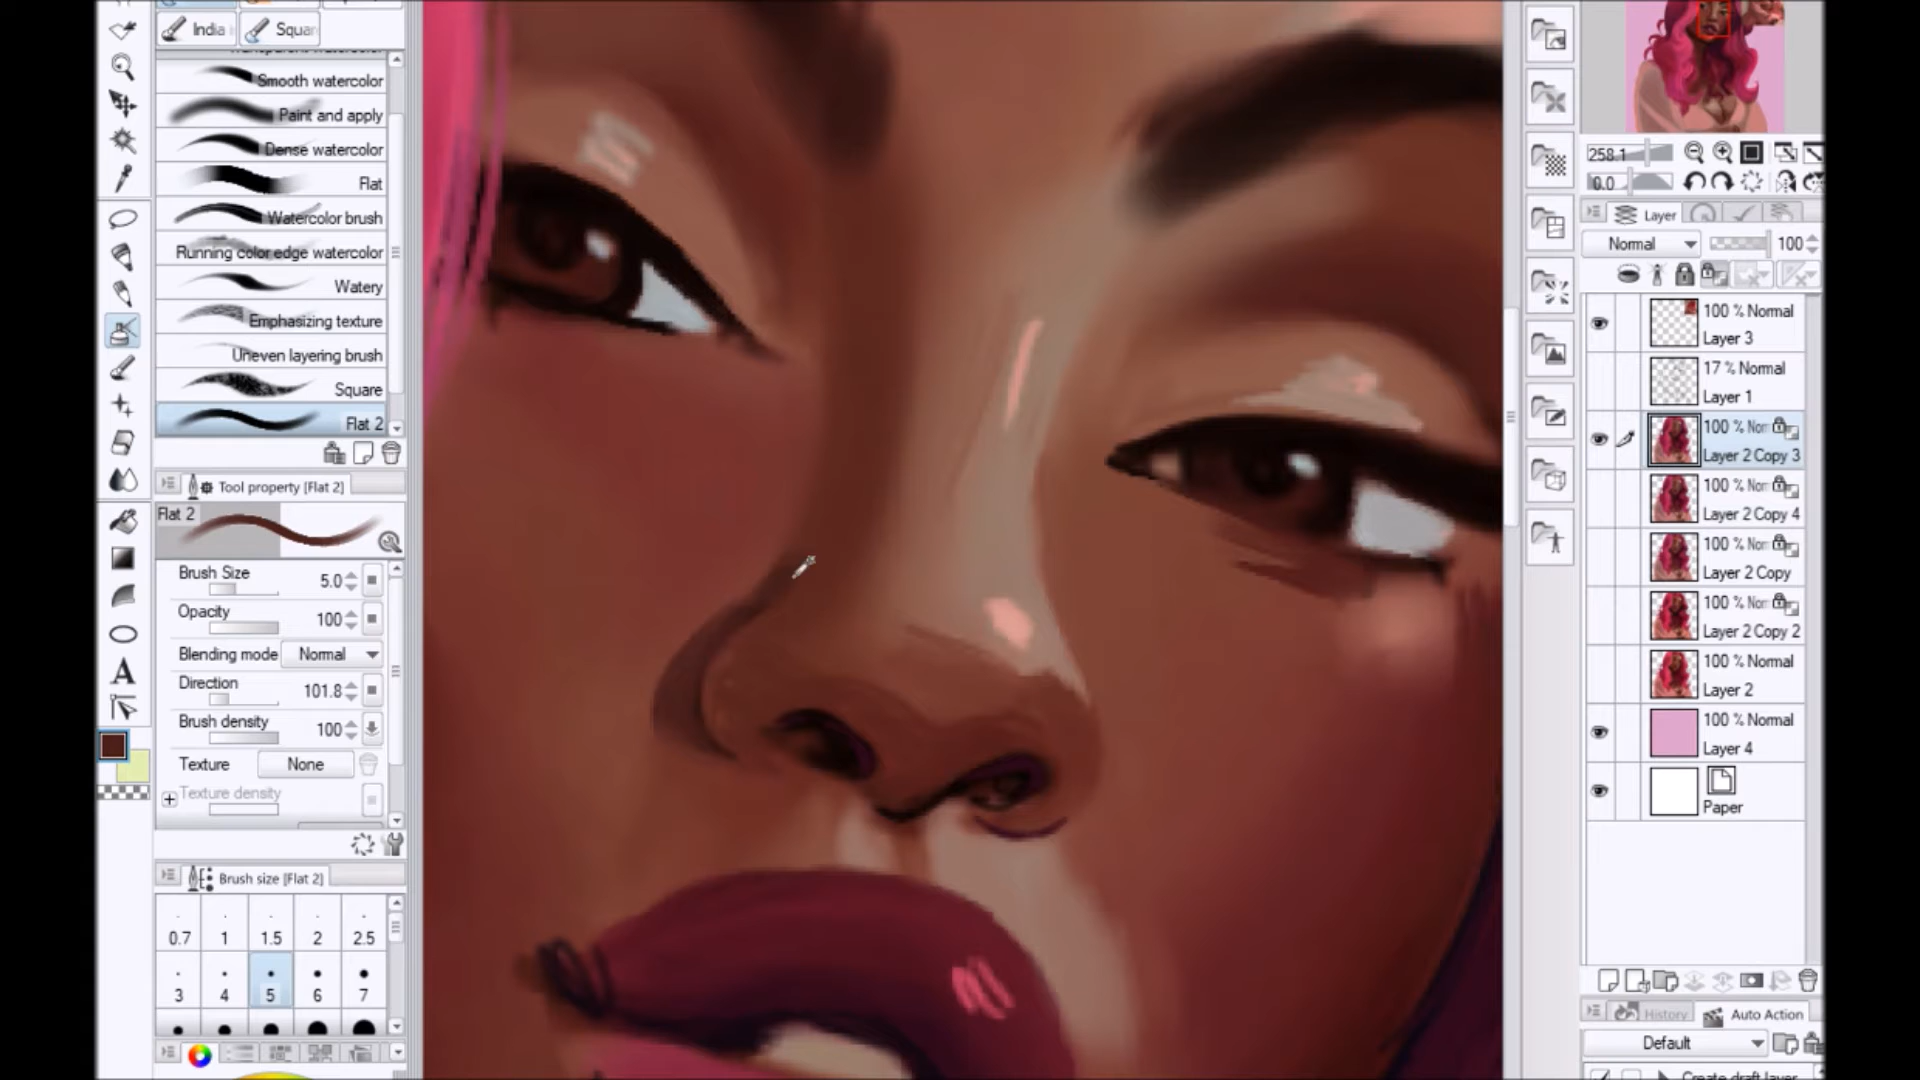 India
Squar
Smooth watercolor
Paint and apply
Dense watercolor
Flat
Watercolor brush
Running color edge watercolor
Watery
Emphasizing texture
Uneven layering brush
Square
Flat 2
Tool property [Flat 2]
Flat 2
Brush Size 5.0
Opacity 100
Blending mode Normal
Direction 101.8
Brush density 100
Texture None
Texture density
Brush size [Flat 2]
0.7 1 1.5 2 2.5
3 4 5 6 7
258.1
0.0
Layer
Normal 100
100 % Normal
Layer 3
17 % Normal
Layer 1
100 % Nor
Layer 2 Copy 3
100 % Nor
Layer 2 Copy 4
100 % Nor
Layer 2 Copy
100 % Nor
Layer 2 Copy 2
100 % Normal
Layer 2
100 % Normal
Layer 4
Paper
History Auto Action
Default
Create draft layer